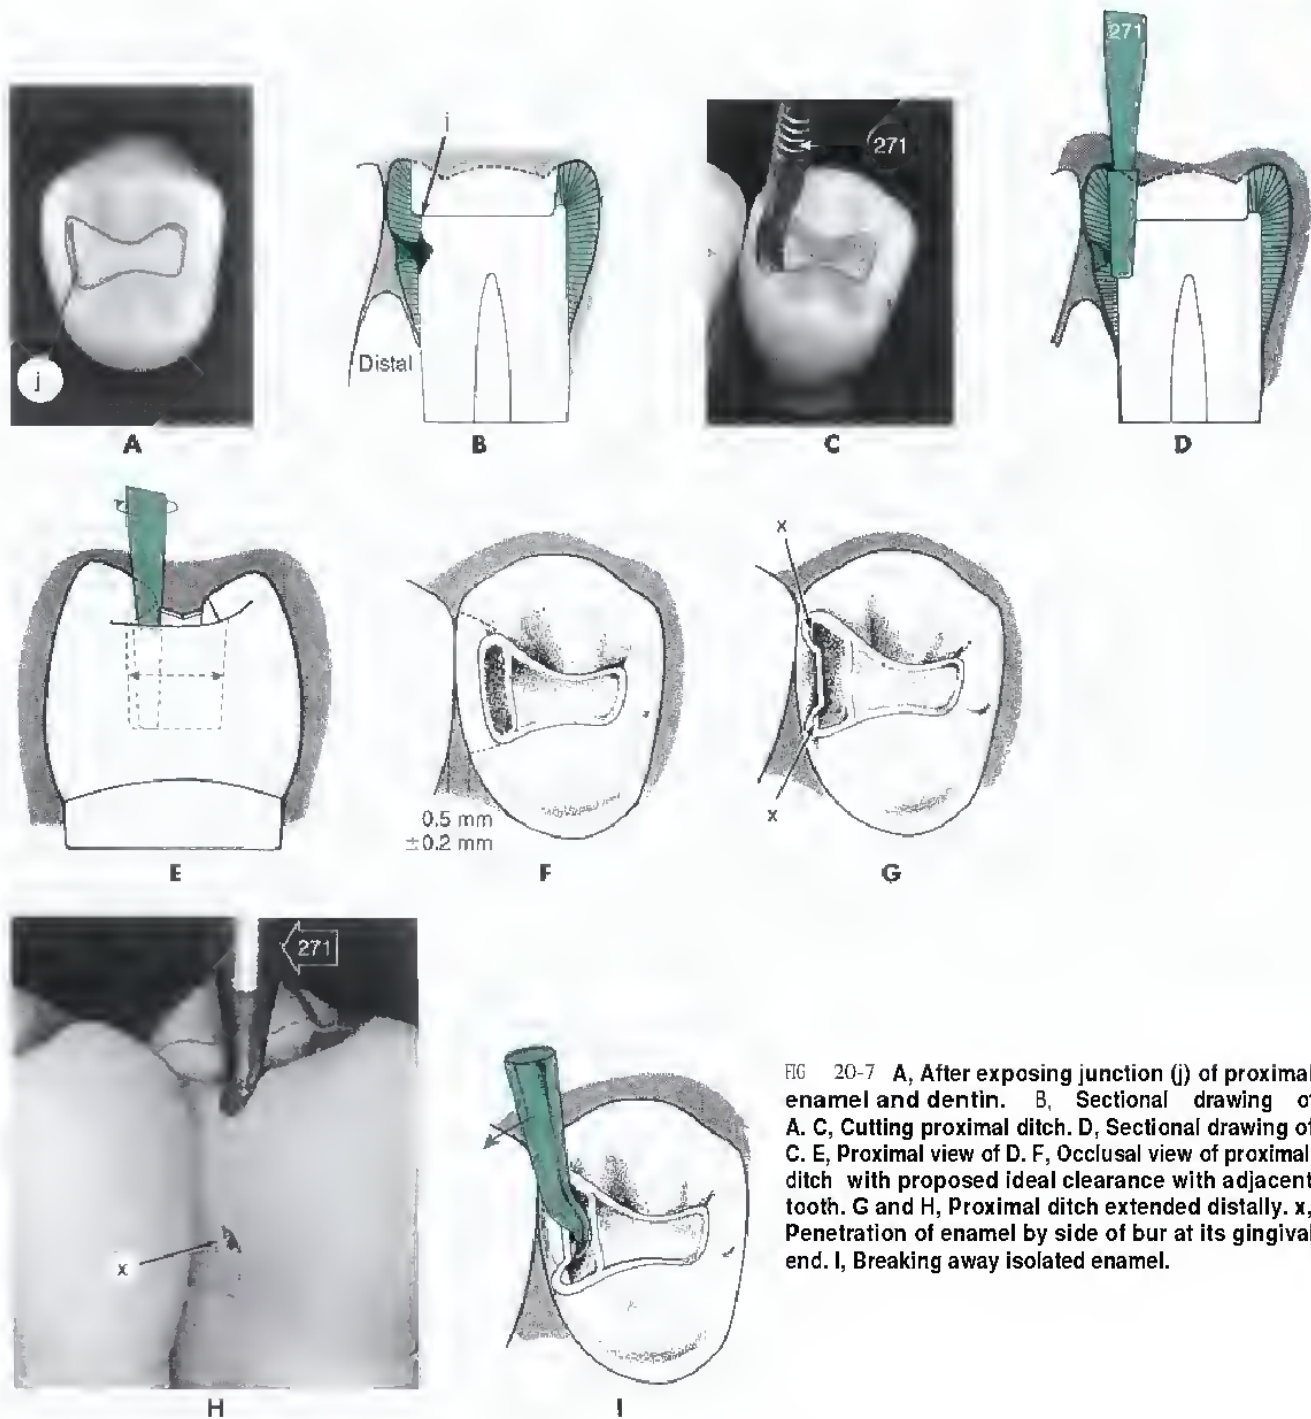 271
j
271
j
Distal
A
B
C
D
x
0.5 mm
±0.2 mm
x
E
F
G
271
x
H
I
FIG 20-7 A, After exposing junction (j) of proximal
enamel and dentin. B, Sectional drawing of
A. C, Cutting proximal ditch. D, Sectional drawing of
C. E, Proximal view of D. F, Occlusal view of proximal
ditch with proposed ideal clearance with adjacent
tooth. G and H, Proximal ditch extended distally. x,
Penetration of enamel by side of bur at its gingival
end. I, Breaking away isolated enamel.